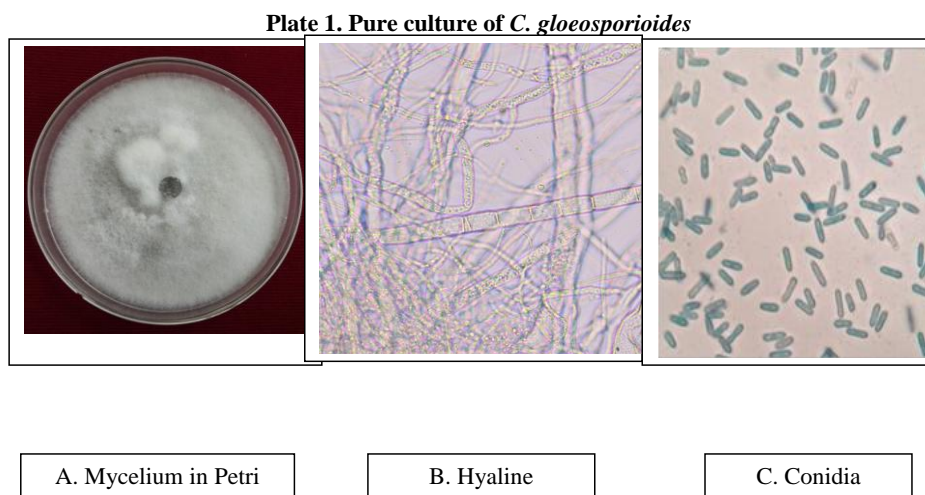 Plate 1. Pure culture of C. gloeosporioides
A. Mycelium in Petri
B. Hyaline
C. Conidia